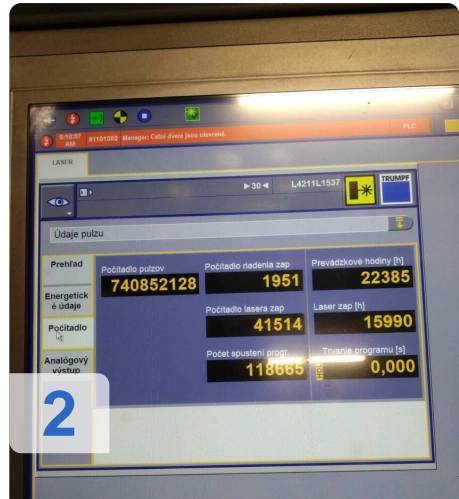 9:10:07 AM
91101002 Manager: Čelní dvere jsou otevrené.
PLC
LASER
►30◄
L4211L1537
TRUMPF
Údaje pulzu
Prehľad
Energetick
é údaje
Počítadlo
Analógový
výstup
Počítadlo pulzov
740852128
Počítadlo riadenia zap
1951
Prevádzkové hodiny [h]
22385
Počítadlo lasera zap
41514
Laser zap [h]
15990
Počet spustení progr.
118665
Trvanie programu [s]
0,000
2